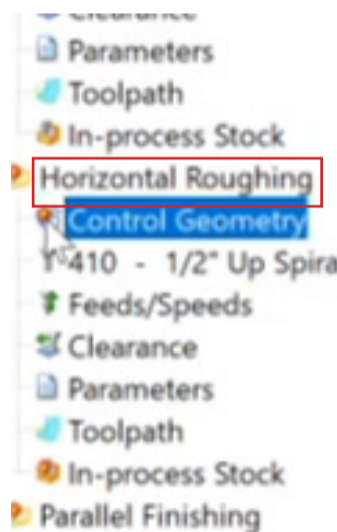 Parameters
Toolpath
In-process Stock
Horizontal Roughing
Control Geometry
410 - 1/2" Up Spira
Feeds/Speeds
Clearance
Parameters
Toolpath
In-process Stock
Parallel Finishing